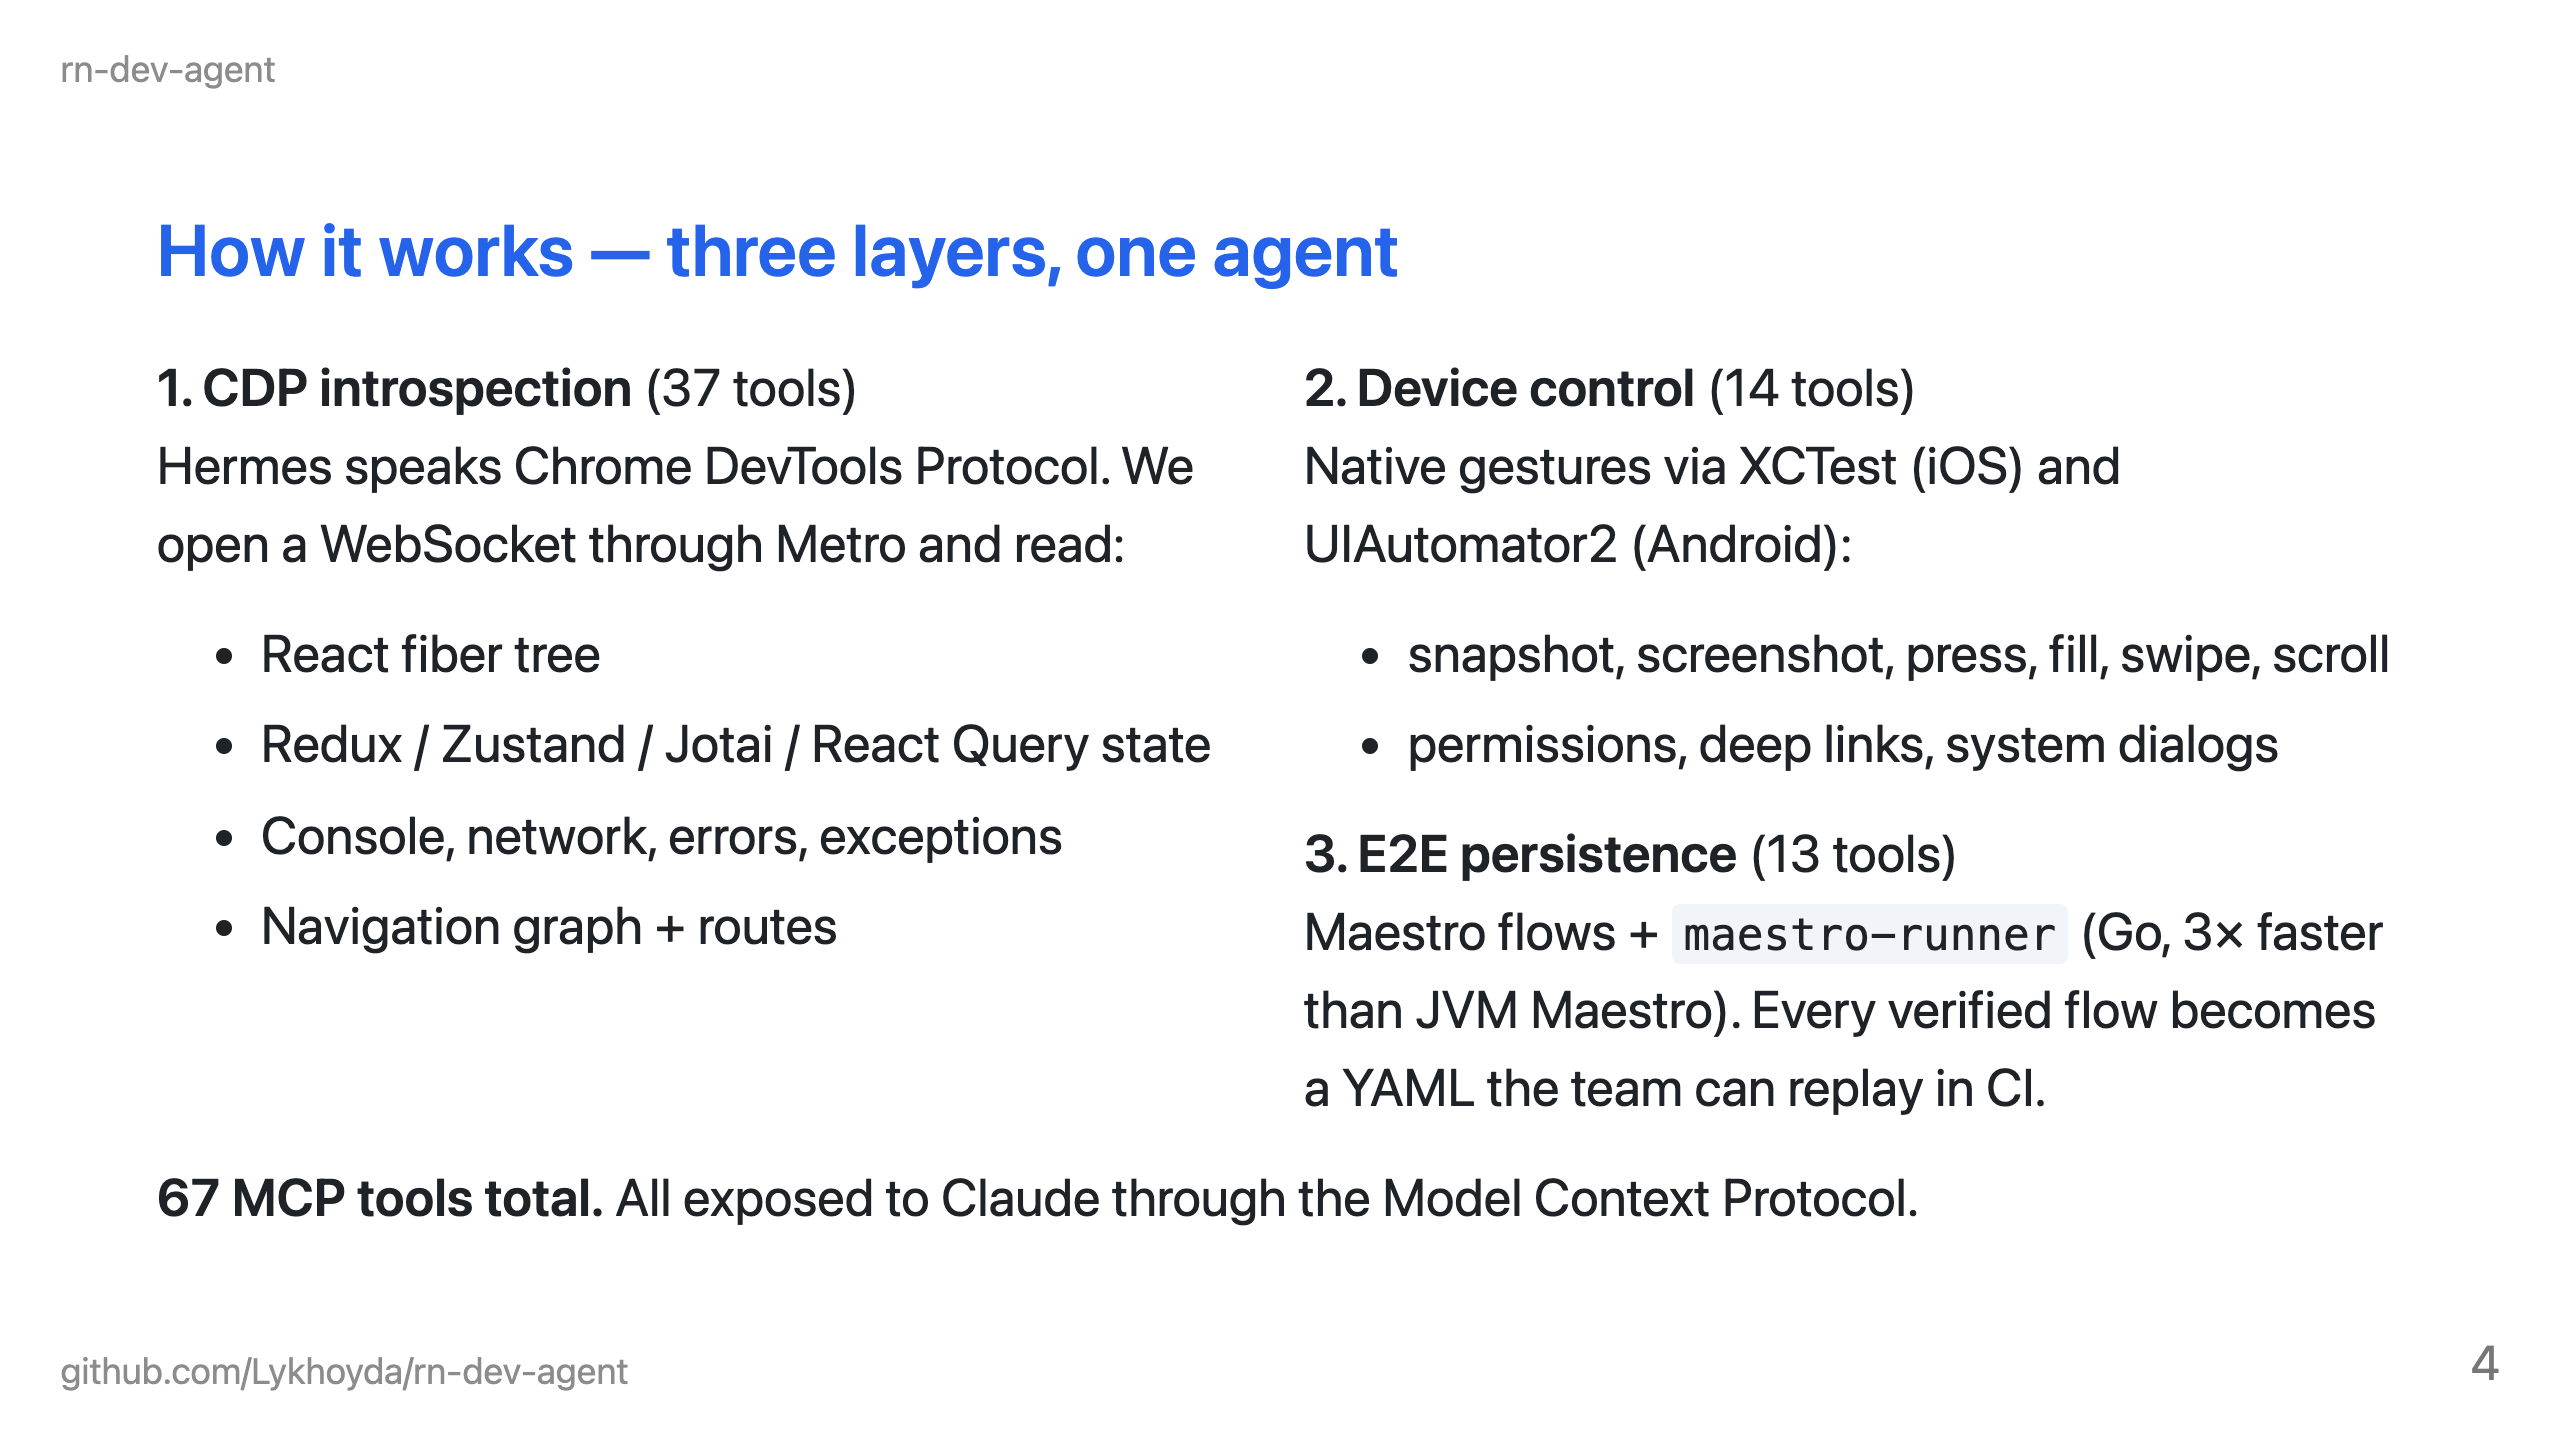 rn-dev-agent
How it works — three layers, one agent
1. CDP introspection (37 tools)
Hermes speaks Chrome DevTools Protocol. We
open a WebSocket through Metro and read:
• React fiber tree
• Redux / Zustand / Jotai / React Query state
• Console, network, errors, exceptions
• Navigation graph + routes
2. Device control (14 tools)
Native gestures via XCTest (iOS) and
UIAutomator2 (Android):
• snapshot, screenshot, press, fill, swipe, scroll
• permissions, deep links, system dialogs
3. E2E persistence (13 tools)
Maestro flows + maestro-runner (Go, 3× faster
than JVM Maestro). Every verified flow becomes
a YAML the team can replay in CI.
67 MCP tools total. All exposed to Claude through the Model Context Protocol.
github.com/Lykhoyda/rn-dev-agent
4